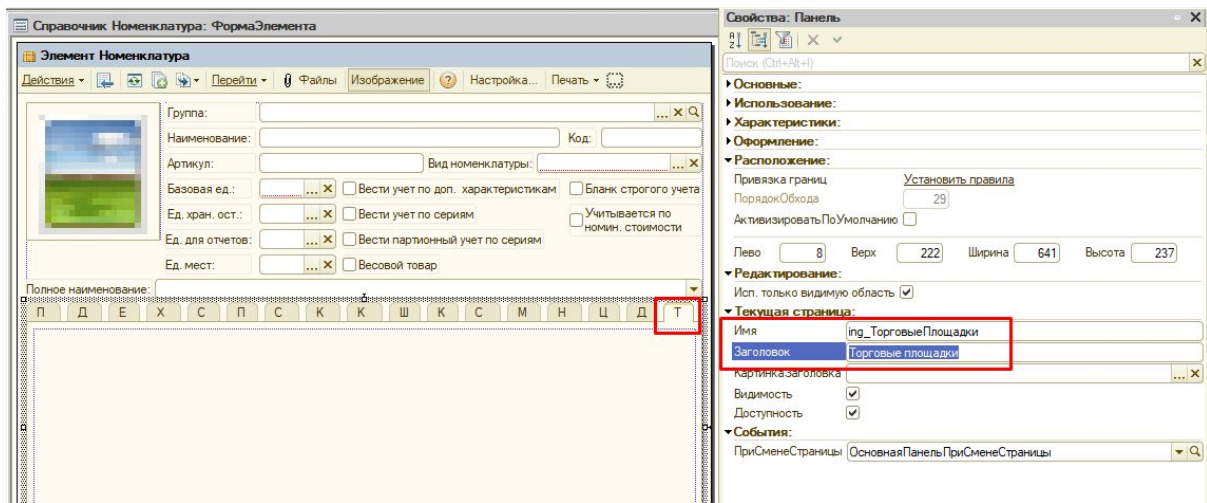 Справочник Номенклатура: ФормаЭлемента
Элемент Номенклатура
Действия Перейти Файлы Изображение Настройка... Печать
Группа: ... X
Наименование: Код:
Артикул: Вид номенклатуры: ... X
Базовая ед.: ... X Вести учет по доп. характеристикам Бланк строгого учета
Ед. хран. ост.: ... X Вести учет по сериям Учитывается по
номин. стоимости
Ед. для отчетов: ... X Вести партионный учет по сериям
Ед. мест: ... X Весовой товар
Полное наименование:
П Д Е Х С П С К К Ш К С М Н Ц Д Т
Свойства: Панель X
Поиск (Ctrl+Alt+I) x
Основные:
Использование:
Характеристики:
Оформление:
Расположение:
Привязка границ Установить правила
ПорядокОбхода 29
АктивизироватьПоУмолчанию
Лево 8 Верх 222 Ширина 641 Высота 237
Редактирование:
Исп. только видимую область
Текущая страница:
Имя ing_ТорговыеПлощадки
Заголовок Торговые площадки
КартинкаЗаголовка ... x
Видимость
Доступность
События:
ПриСменеСтраницы ОсновнаяПанельПриСменеСтраницы